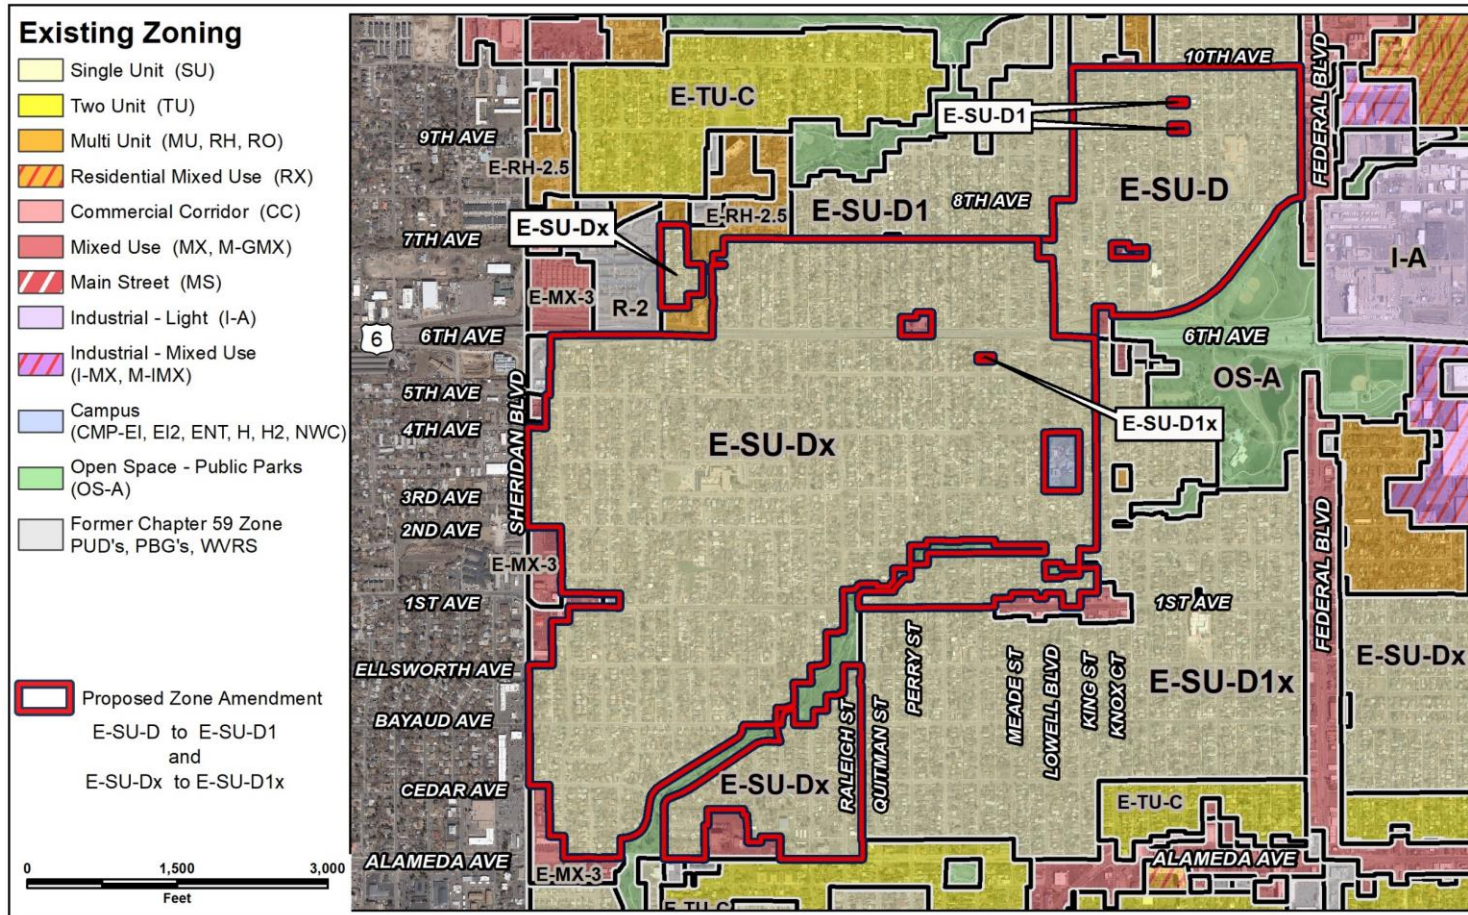 Existing Zoning
Single Unit (SU)
Two Unit (TU)
Multi Unit (MU, RH, RO)
Residential Mixed Use (RX)
Commercial Corridor (CC)
Mixed Use (MX, M-GMX)
Main Street (MS)
Industrial - Light (I-A)
Industrial - Mixed Use
(I-MX, M-IMX)
Campus
(CMP-EI, EI2, ENT, H, H2, NWC)
Open Space - Public Parks
(OS-A)
Former Chapter 59 Zone
PUD's, PBG's, WVRS
Proposed Zone Amendment
E-SU-D to E-SU-D1
and
E-SU-Dx to E-SU-D1x
0 1,500 3,000
Feet
10TH AVE
E-TU-C
E-SU-D1
9TH AVE
FEDERAL BLVD
E-RH-2.5
E-SU-D
8TH AVE
E-SU-D1
E-RH-2.5
E-SU-Dx
7TH AVE
I-A
E-MX-3
R-2
6
6TH AVE
6TH AVE
OS-A
5TH AVE
SHERIDAN BLVD
E-SU-D1x
4TH AVE
E-SU-Dx
3RD AVE
2ND AVE
FEDERAL BLVD
E-MX-3
1ST AVE
1ST AVE
ELLSWORTH AVE
PERRY ST
MEADE ST
LOWELL BLVD
KING ST
KNOX CT
E-SU-Dx
E-SU-D1x
BAYAUD AVE
RALEIGH ST
QUITMAN ST
CEDAR AVE
E-SU-Dx
E-TU-C
ALAMEDA AVE
ALAMEDA AVE
E-MX-3
E-TU-C